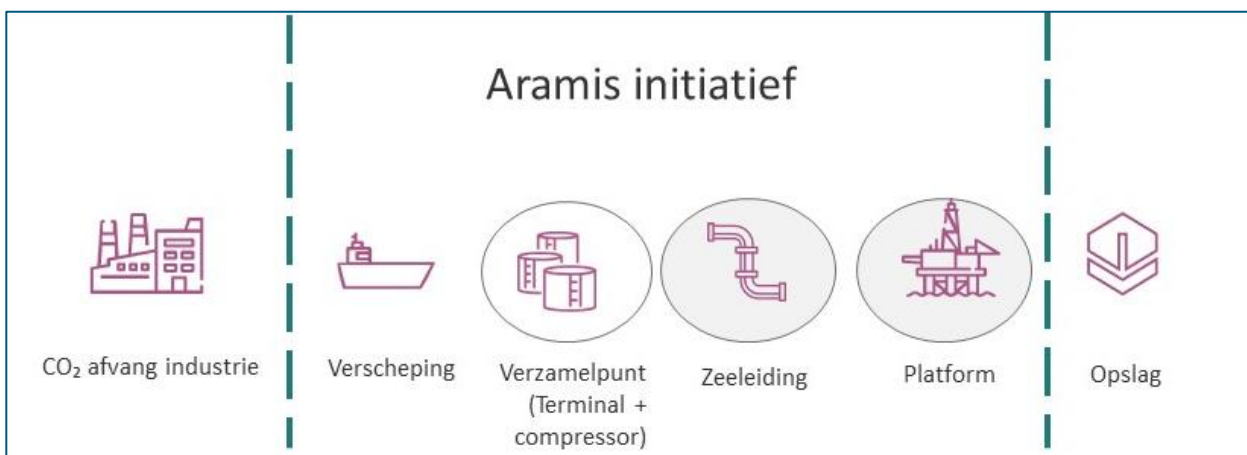 Aramis initiatief
CO₂ afvang industrie
Verscheping
Verzamelpunt
(Terminal +
compressor)
Zeeleiding
Platform
Opslag